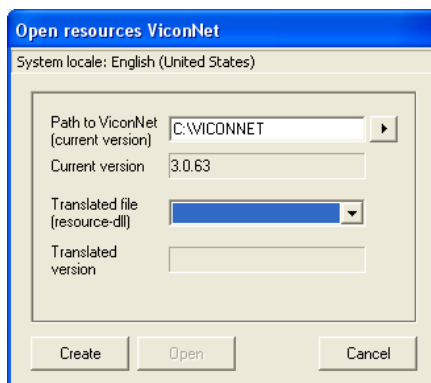 Open resources ViconNet
System locale: English (United States)
Path to ViconNet
(current version)
C:\VICONNET
Current version
3.0.63
Translated file
(resource-dll)
Translated
version
Create
Open
Cancel